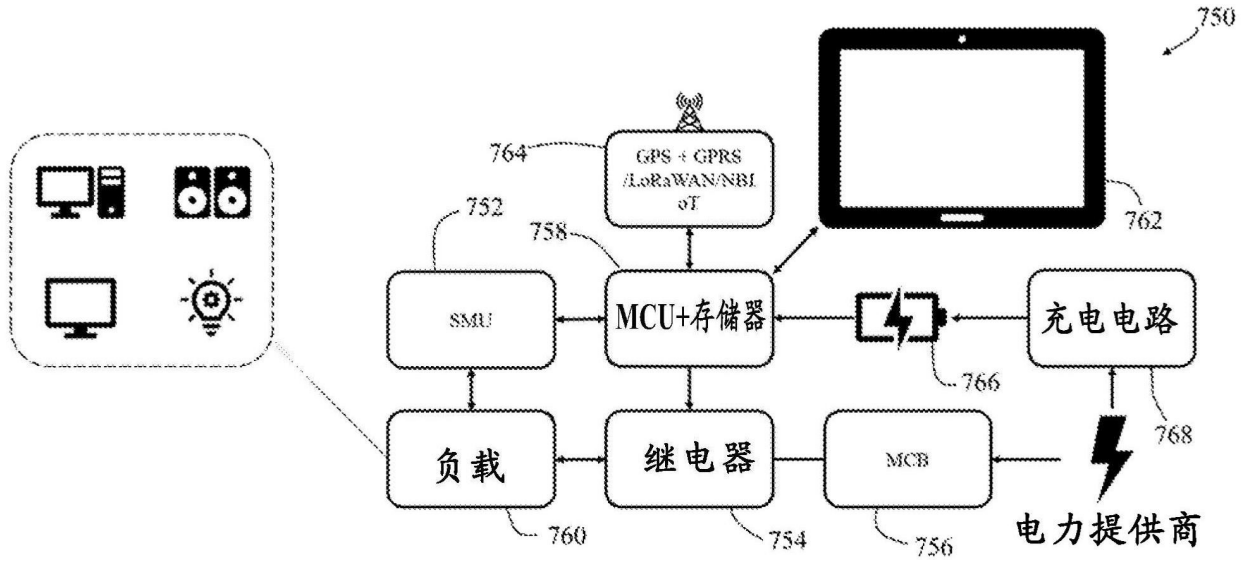 750
764
GPS + GPRS
/LoRaWAN/NBI
oT
762
752
758
SMU
MCU+存储器
充电电路
766
768
负载
继电器
MCB
760
754
756
电力提供商